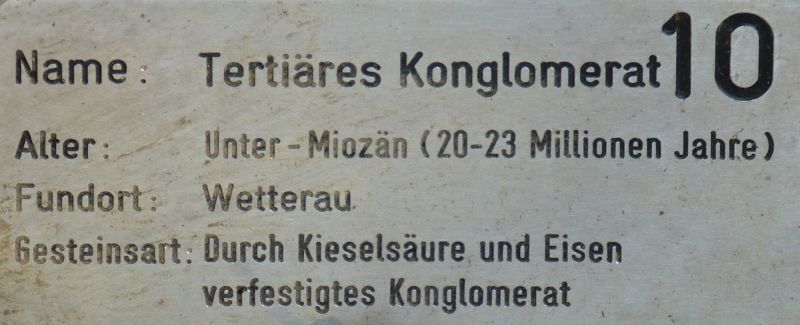 Name: Tertiäres Konglomerat 10
Alter: Unter-Miozän (20-23 Millionen Jahre)
Fundort: Wetterau
Gesteinsart: Durch Kieselsäure und Eisen
verfestigtes Konglomerat